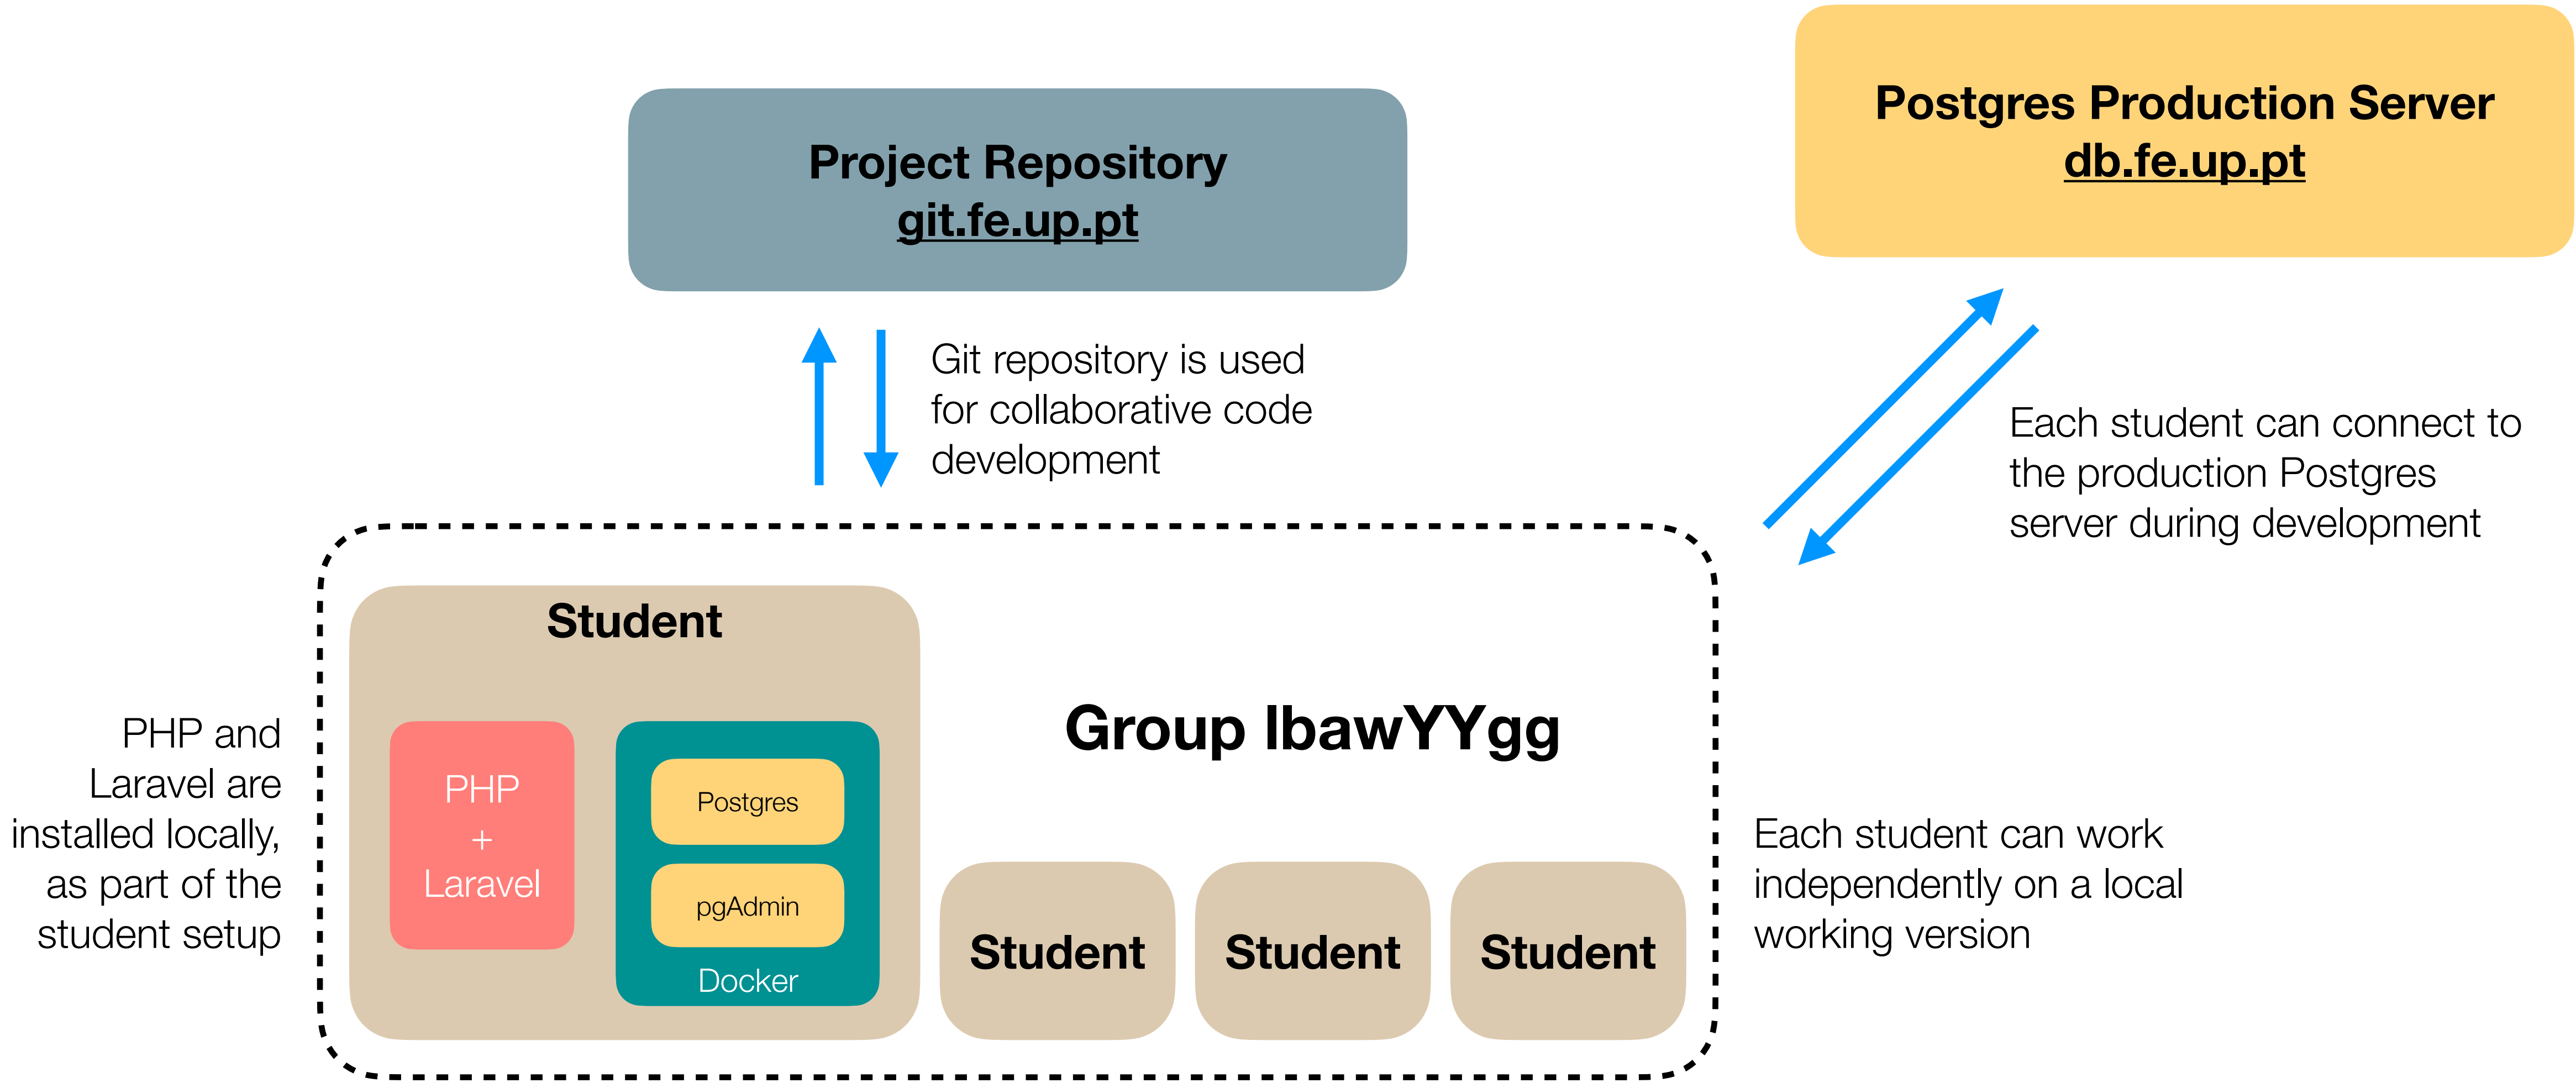 Postgres Production Server
db.fe.up.pt
Project Repository
git.fe.up.pt
Git repository is used
for collaborative code
development
Each student can connect to
the production Postgres
server during development
Student
PHP and
Laravel are
installed locally,
as part of the
student setup
PHP
+
Laravel
Postgres
pgAdmin
Docker
Group lbawYYgg
Student
Student
Student
Each student can work
independently on a local
working version